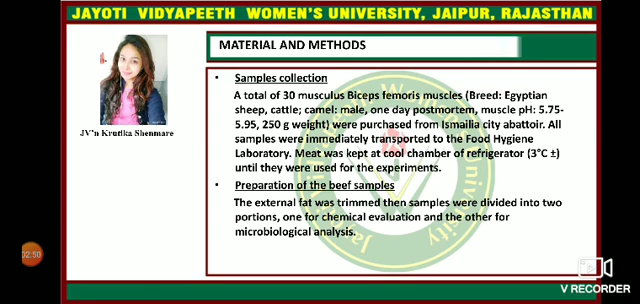 JAYOTI VIDYAPEETH WOMEN'S UNIVERSITY, JAIPUR, RAJASTHAN
MATERIAL AND METHODS
JV'n Krutika Shenmare
• Samples collection
A total of 30 musculus Biceps femoris muscles (Breed: Egyptian
sheep, cattle; camel: male, one day postmortem, muscle pH: 5.75-
5.95, 250 g weight) were purchased from Ismailia city abattoir. All
samples were immediately transported to the Food Hygiene
Laboratory. Meat was kept at cool chamber of refrigerator (3°C ±)
until they were used for the experiments.
• Preparation of the beef samples
The external fat was trimmed then samples were divided into two
portions, one for chemical evaluation and the other for
microbiological analysis.
02:50
V RECORDER